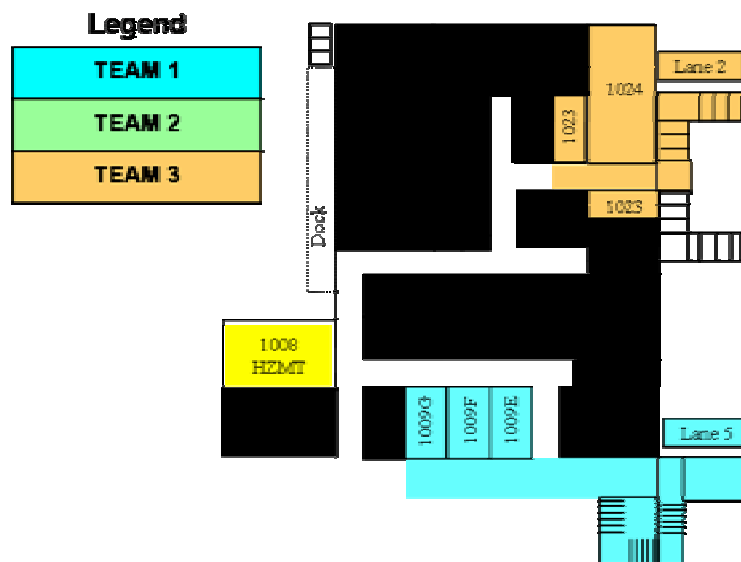 Legend
TEAM 1
TEAM 2
TEAM 3
Lane 2
1024
1023
1023
Dock
1008
HZMT
1009G
1009F
1009E
Lane 5